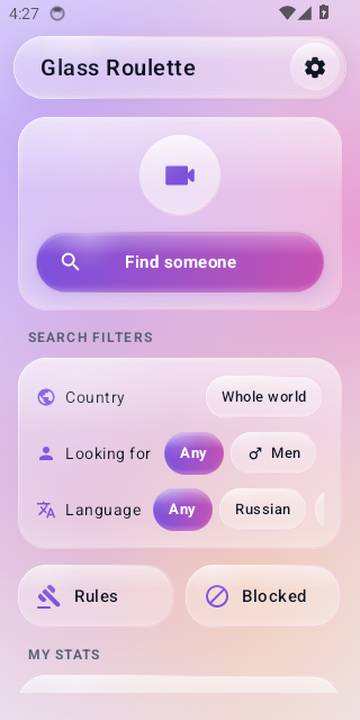 4:27
Glass Roulette
Find someone
SEARCH FILTERS
Country Whole world
Looking for Any ♂ Men
Language Any Russian
Rules Blocked
MY STATS